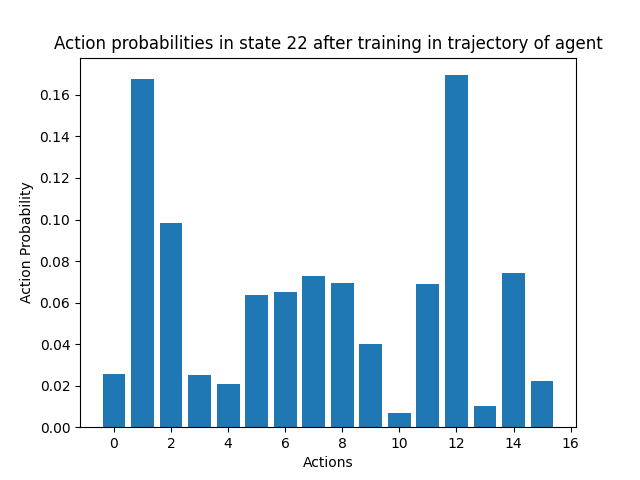 Action probabilities in state 22 after training in trajectory of agent
Action Probability
0.16
0.14
0.12
0.10
0.08
0.06
0.04
0.02
0.00
0 2 4 6 8 10 12 14 16
Actions